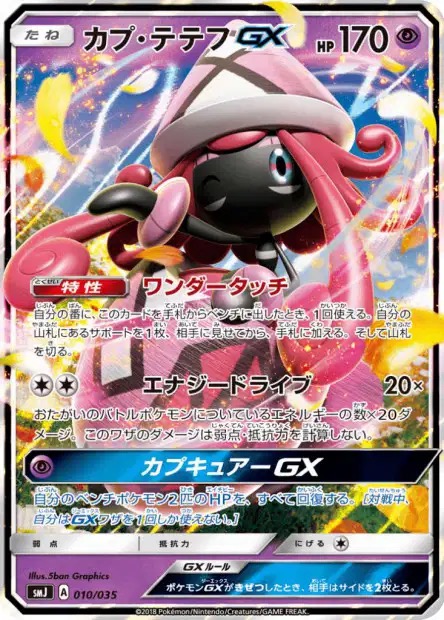 たね カプ・テテフGX HP 170
特性 ワンダータッチ
自分の番に、このカードを手札からベンチに出したとき、1回使える。自分の
山札にあるサポートを1枚、相手に見せてから、手札に加える。そして山札
を切る。
エナジードライブ 20×
おたがいのバトルポケモンについているエネルギーの数×20ダ
メージ。このワザのダメージは弱点・抵抗力を計算しない。
カプキュアーGX
自分のベンチポケモン2匹のHPを、すべて回復する。[対戦中、
自分はGXワザを1回しか使えない。]
弱点 抵抗力 にげる
Illus.5ban Graphics
GXルール
SMJ A 010/035
ポケモンGXがきぜつしたとき、相手はサイドを2枚とる。
©2018 Pokémon/Nintendo/Creatures/GAME FREAK.